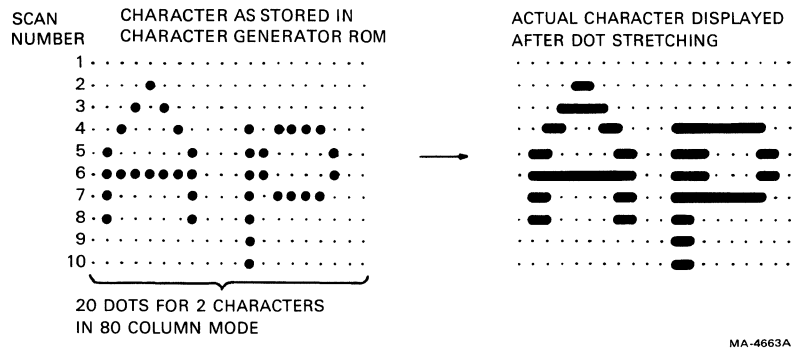 SCAN
NUMBER
CHARACTER AS STORED IN
CHARACTER GENERATOR ROM
ACTUAL CHARACTER DISPLAYED
AFTER DOT STRETCHING
1
2
3
4
5
6
7
8
9
10
20 DOTS FOR 2 CHARACTERS
IN 80 COLUMN MODE
MA-4663A